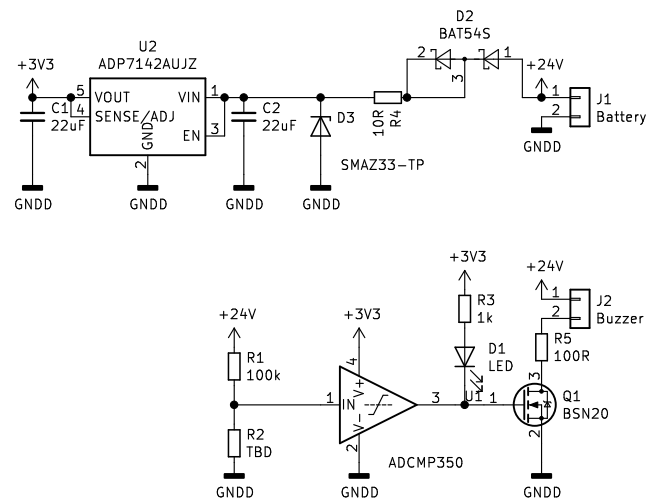 D2
BAT54S
U2
ADP7142AUJZ
+3V3
+24V
1
3
5
VOUT
VIN
1
1
J1
C1
4
SENSE/ADJ
C2
D3
2
Battery
22uF
GND
EN
3
22uF
10R
R4
GNDD
2
SMAZ33-TP
GNDD
GNDD
GNDD
GNDD
+3V3
+24V
1
J2
R3
1k
2
Buzzer
+24V
+3V3
R5
100R
R1
100k
4
D1
LED
3
V+
1
IN
3
U1
1
Q1
BSN20
R2
TBD
V-
2
2
ADCMP350
GNDD
GNDD
GNDD